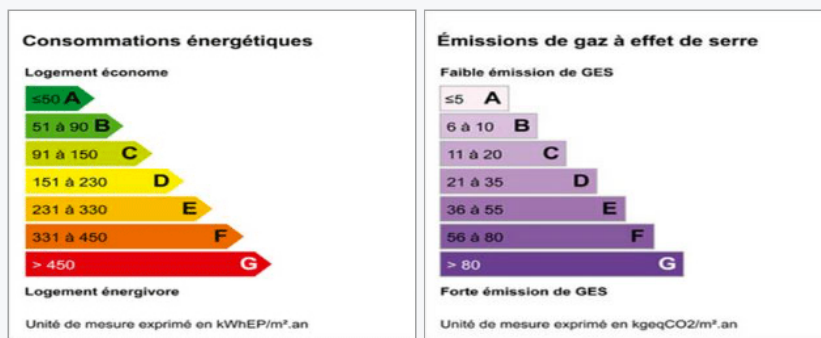 Consommations énergétiques
Logement économe
≤50 A
51 à 90 B
91 à 150 C
151 à 230 D
231 à 330 E
331 à 450 F
> 450 G
Logement énergivore
Unité de mesure exprimé en kWhEP/m².an
Émissions de gaz à effet de serre
Faible émission de GES
≤5 A
6 à 10 B
11 à 20 C
21 à 35 D
36 à 55 E
56 à 80 F
> 80 G
Forte émission de GES
Unité de mesure exprimé en kgeqCO2/m².an